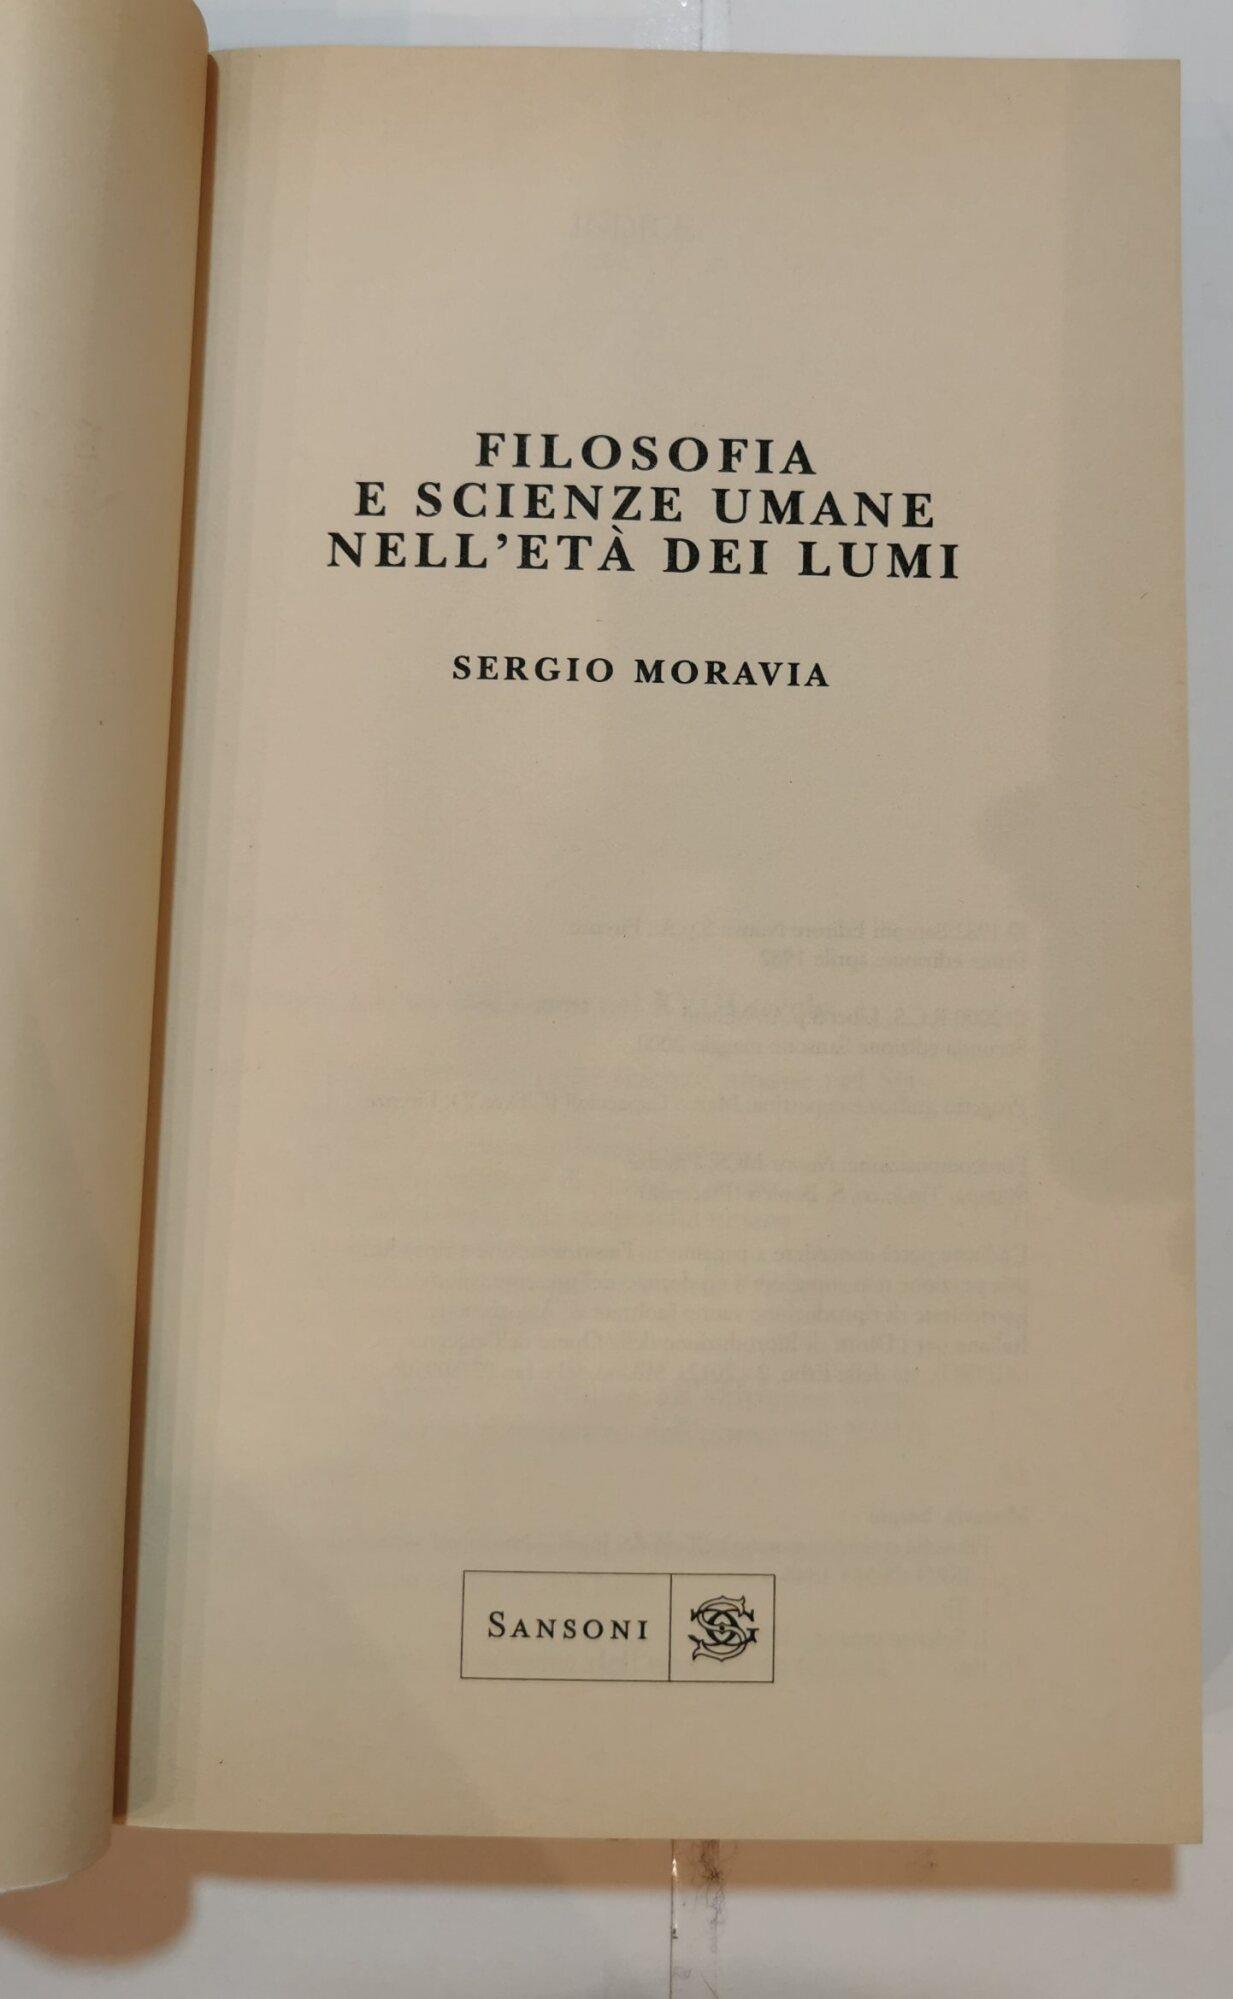 FILOSOFIA
E SCIENZE UMANE
NELL'ETÀ DEI LUMI
SERGIO MORAVIA
SANSONI